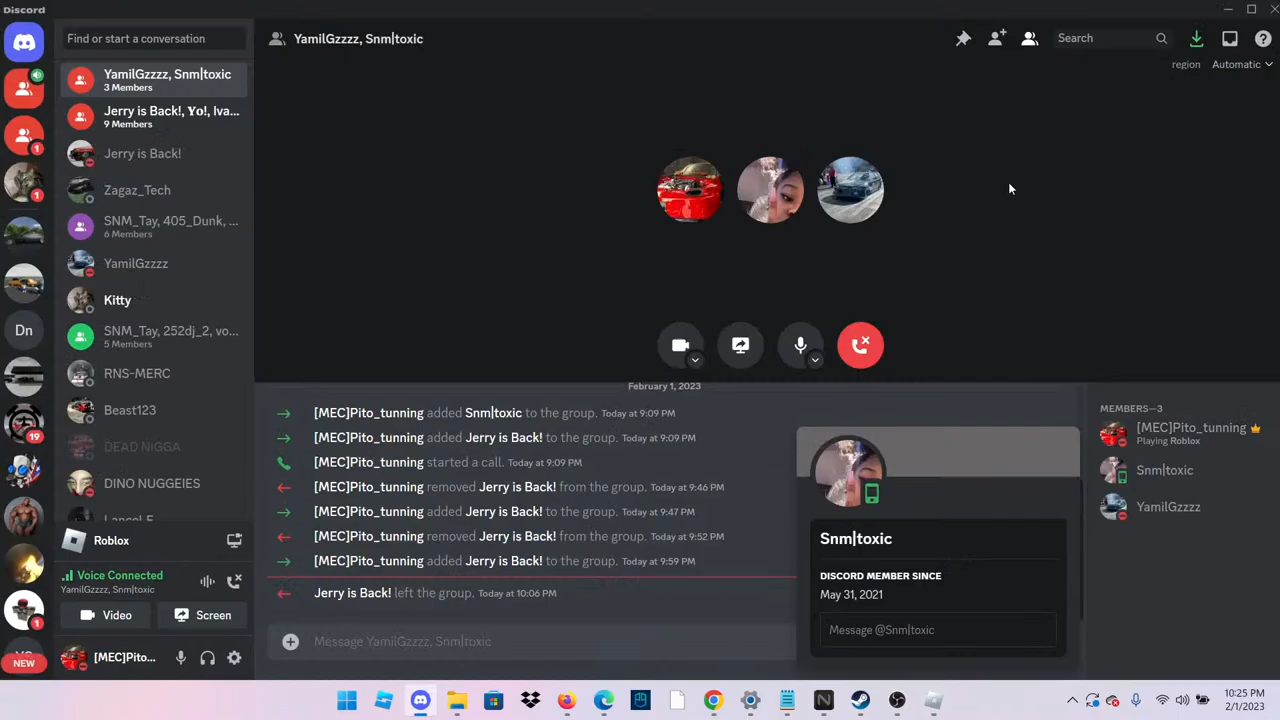 Discord
Find or start a conversation
YamilGzzzz, Snm|toxic
3 Members
Jerry is Back!, Yo!, Iva...
9 Members
Jerry is Back!
Zagaz_Tech
SNM_Tay, 405_Dunk, ...
6 Members
YamilGzzzz
Kitty
SNM_Tay, 252dj_2, vo...
5 Members
RNS-MERC
Beast123
DEAD NIGGA
DINO NUGGEIES
Lancel F
1
1
Dn
19
1
NEW
Roblox
Voice Connected
YamilGzzzz, Snm|toxic
Video
Screen
[MEC]Pito...
YamilGzzzz, Snm|toxic
Search
region
Automatic
February 1, 2023
[MEC]Pito_tunning added Snm|toxic to the group. Today at 9:09 PM
[MEC]Pito_tunning added Jerry is Back! to the group. Today at 9:09 PM
[MEC]Pito_tunning started a call. Today at 9:09 PM
[MEC]Pito_tunning removed Jerry is Back! from the group. Today at 9:46 PM
[MEC]Pito_tunning added Jerry is Back! to the group. Today at 9:47 PM
[MEC]Pito_tunning removed Jerry is Back! from the group. Today at 9:52 PM
[MEC]Pito_tunning added Jerry is Back! to the group. Today at 9:59 PM
Jerry is Back! left the group. Today at 10:06 PM
Message YamilGzzzz, Snm|toxic
Snm|toxic
DISCORD MEMBER SINCE
May 31, 2021
Message @Snm|toxic
MEMBERS—3
[MEC]Pito_tunning
Playing Roblox
Snm|toxic
YamilGzzzz
10:25 PM
2/1/2023